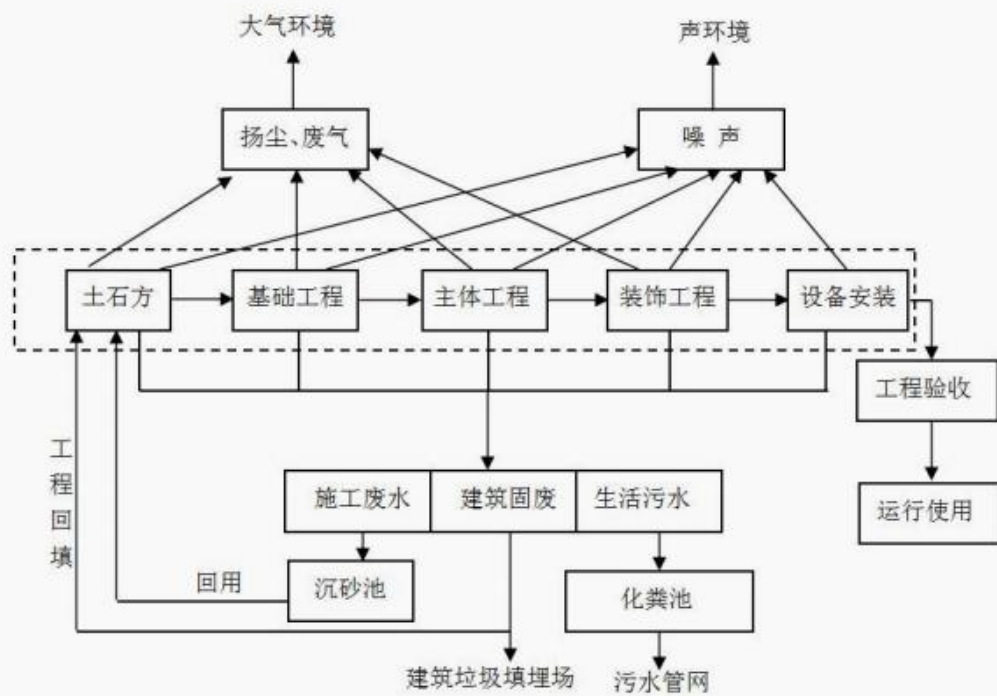 大气环境
声环境
扬尘、废气
噪 声
土石方
基础工程
主体工程
装饰工程
设备安装
工程验收
工程回填
施工废水
建筑固废
生活污水
运行使用
回用
沉砂池
化粪池
建筑垃圾填埋场
污水管网